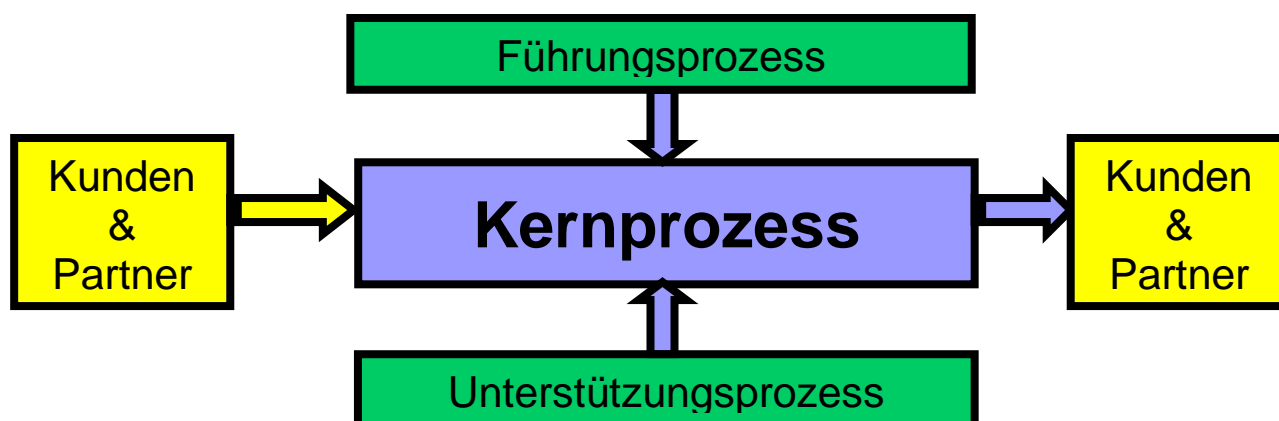 Führungsprozess
Kunden
&
Partner
Kernprozess
Kunden
&
Partner
Unterstützungsprozess